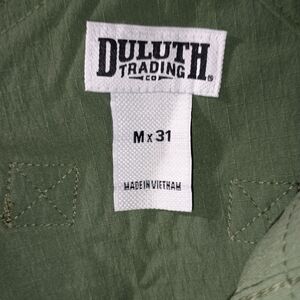 DULUTH
TRADING
CO
M x 31
MADE IN VIETNAM